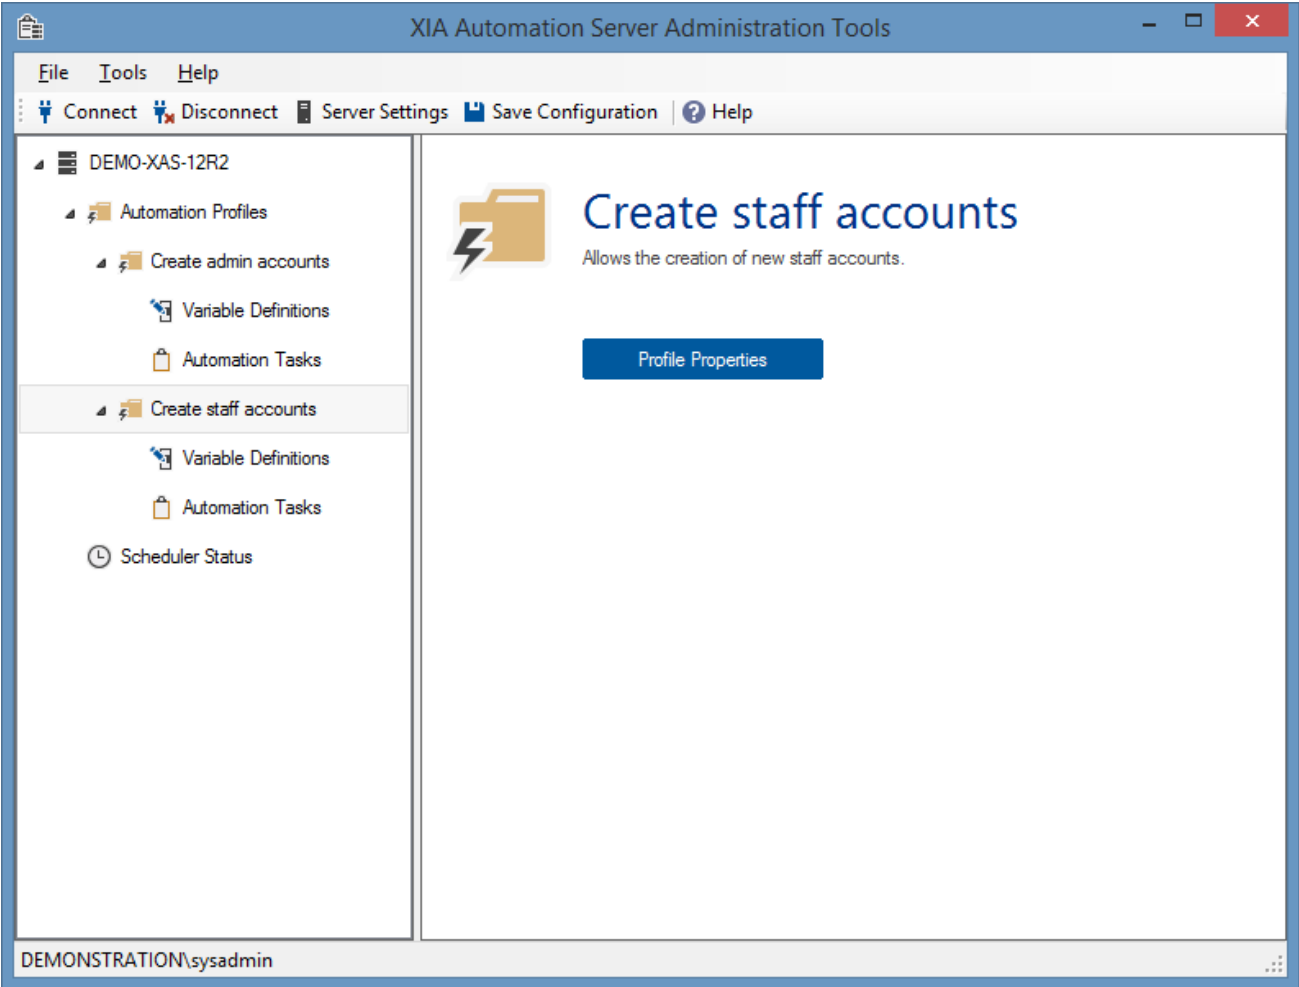 XIA Automation Server Administration Tools
File Tools Help
Connect Disconnect Server Settings Save Configuration Help
DEMO-XAS-12R2
Automation Profiles
Create admin accounts
Variable Definitions
Automation Tasks
Create staff accounts
Variable Definitions
Automation Tasks
Scheduler Status
Create staff accounts
Allows the creation of new staff accounts.
Profile Properties
DEMONSTRATION\sysadmin